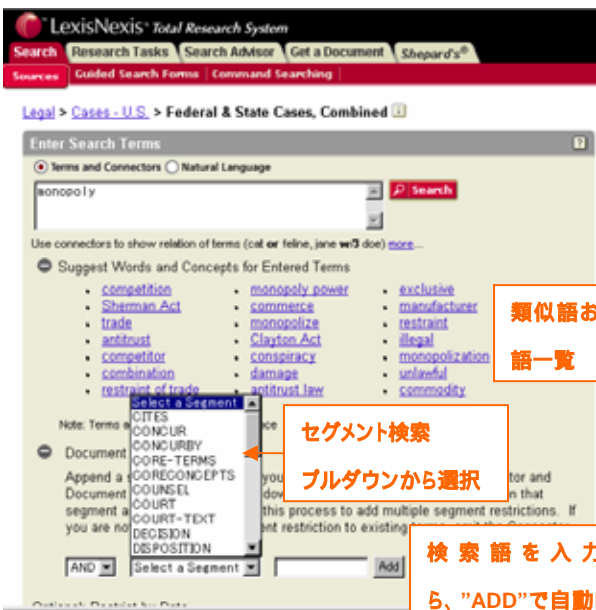 LexisNexis® Total Research System
Search Research Tasks Search Advisor Get a Document Shepard's®
Sources Guided Search Forms Command Searching
Legal > Cases - U.S. > Federal & State Cases, Combined i
Enter Search Terms ?
Terms and Connectors Natural Language
monopoly
Search
Use connectors to show relation of terms (cat or feline, jane w/3 doe) more...
Suggest Words and Concepts for Entered Terms
• competition • monopoly power • exclusive
• Sherman Act • commerce • manufacturer
• trade • monopolize • restraint
• antitrust • Clayton Act • illegal
• competitor • conspiracy • monopolization
• combination • damage • unlawful
• restraint of trade • antitrust law • commodity
類似語お
語一覧
Select a Segment
CITES
CONCUR
CONCURBY
CORE-TERMS
CORECONCEPTS
COUNSEL
COURT
COURT-TEXT
DECISION
DISPOSITION
セグメント検索
プルダウンから選択
Note: Terms
Document
Append a you tor and
Document dow n that
segment a this process to add multiple segment restrictions. If
you are no nt restriction to existing
AND Select a Segment Add
検索語を入力
ら、"ADD"で自動